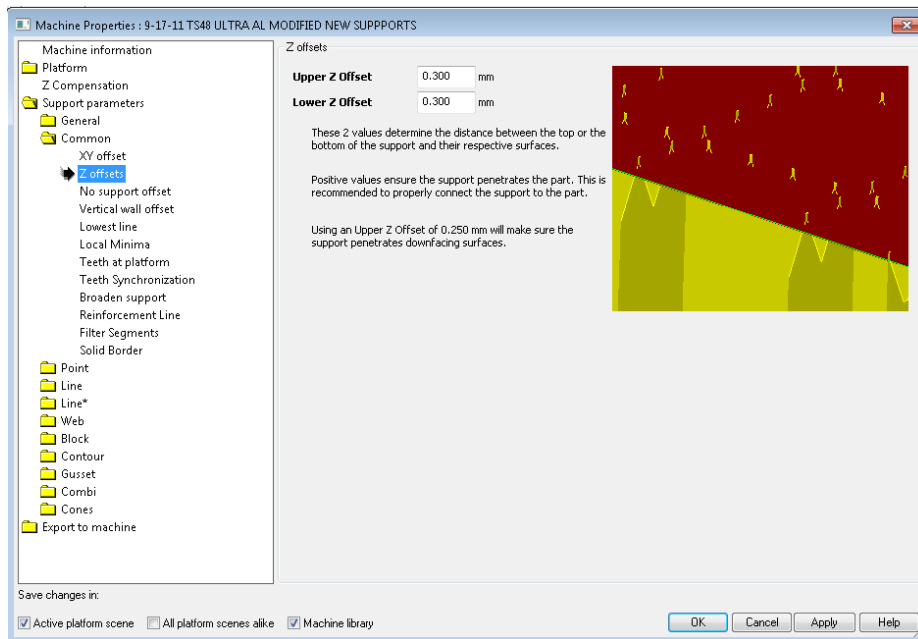 Machine Properties : 9-17-11 TS48 ULTRA AL MODIFIED NEW SUPPPORTS
Machine information
Platform
Z Compensation
Support parameters
General
Common
XY offset
Z offsets
No support offset
Vertical wall offset
Lowest line
Local Minima
Teeth at platform
Teeth Synchronization
Broaden support
Reinforcement Line
Filter Segments
Solid Border
Point
Line
Line*
Web
Block
Contour
Gusset
Combi
Cones
Export to machine
Z offsets
Upper Z Offset 0.300 mm
Lower Z Offset 0.300 mm
These 2 values determine the distance between the top or the
bottom of the support and their respective surfaces.
Positive values ensure the support penetrates the part. This is
recommended to properly connect the support to the part.
Using an Upper Z Offset of 0.250 mm will make sure the
support penetrates downfacing surfaces.
Save changes in:
Active platform scene All platform scenes alike Machine library
OK Cancel Apply Help